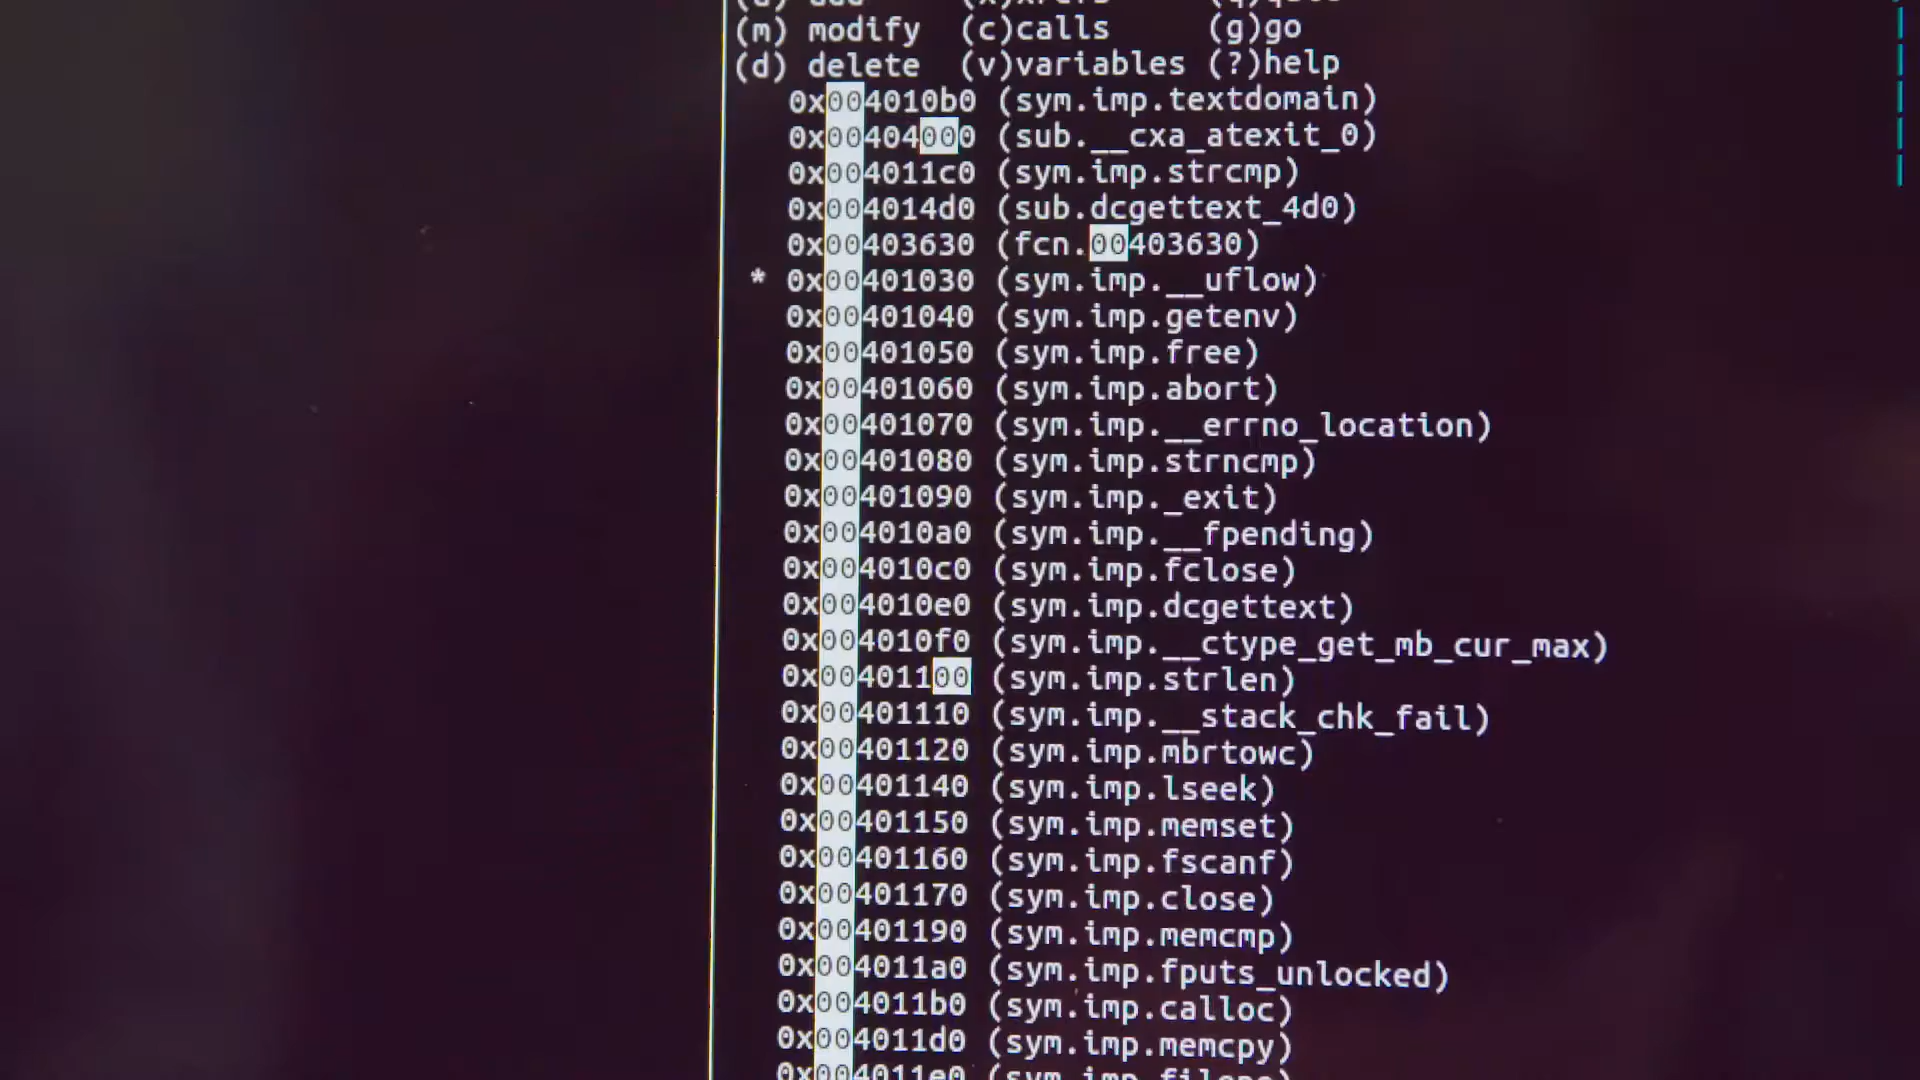 (m) modify (c)calls (g)go
(d) delete (v)variables (?)help
0x004010b0 (sym.imp.textdomain)
0x00404000 (sub.__cxa_atexit_0)
0x004011c0 (sym.imp.strcmp)
0x004014d0 (sub.dcgettext_4d0)
0x00403630 (fcn.00403630)
* 0x00401030 (sym.imp.__uflow)
0x00401040 (sym.imp.getenv)
0x00401050 (sym.imp.free)
0x00401060 (sym.imp.abort)
0x00401070 (sym.imp.__errno_location)
0x00401080 (sym.imp.strncmp)
0x00401090 (sym.imp._exit)
0x004010a0 (sym.imp.__fpending)
0x004010c0 (sym.imp.fclose)
0x004010e0 (sym.imp.dcgettext)
0x004010f0 (sym.imp.__ctype_get_mb_cur_max)
0x00401100 (sym.imp.strlen)
0x00401110 (sym.imp.__stack_chk_fail)
0x00401120 (sym.imp.mbrtowc)
0x00401140 (sym.imp.lseek)
0x00401150 (sym.imp.memset)
0x00401160 (sym.imp.fscanf)
0x00401170 (sym.imp.close)
0x00401190 (sym.imp.memcmp)
0x004011a0 (sym.imp.fputs_unlocked)
0x004011b0 (sym.imp.calloc)
0x004011d0 (sym.imp.memcpy)
0x004011e0